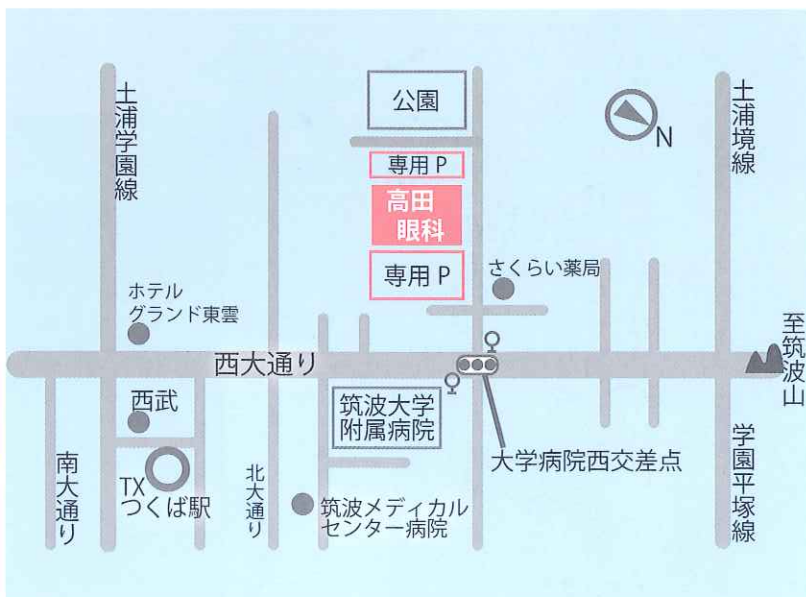 公園
土浦学園線
土浦境線
N
専用 P
高田
眼科
専用 P
さくらい薬局
ホテル
グランド東雲
至筑波山
西大通り
西武
筑波大学
附属病院
大学病院西交差点
TX
つくば駅
南大通り
北大通り
筑波メディカル
センター病院
学園平塚線